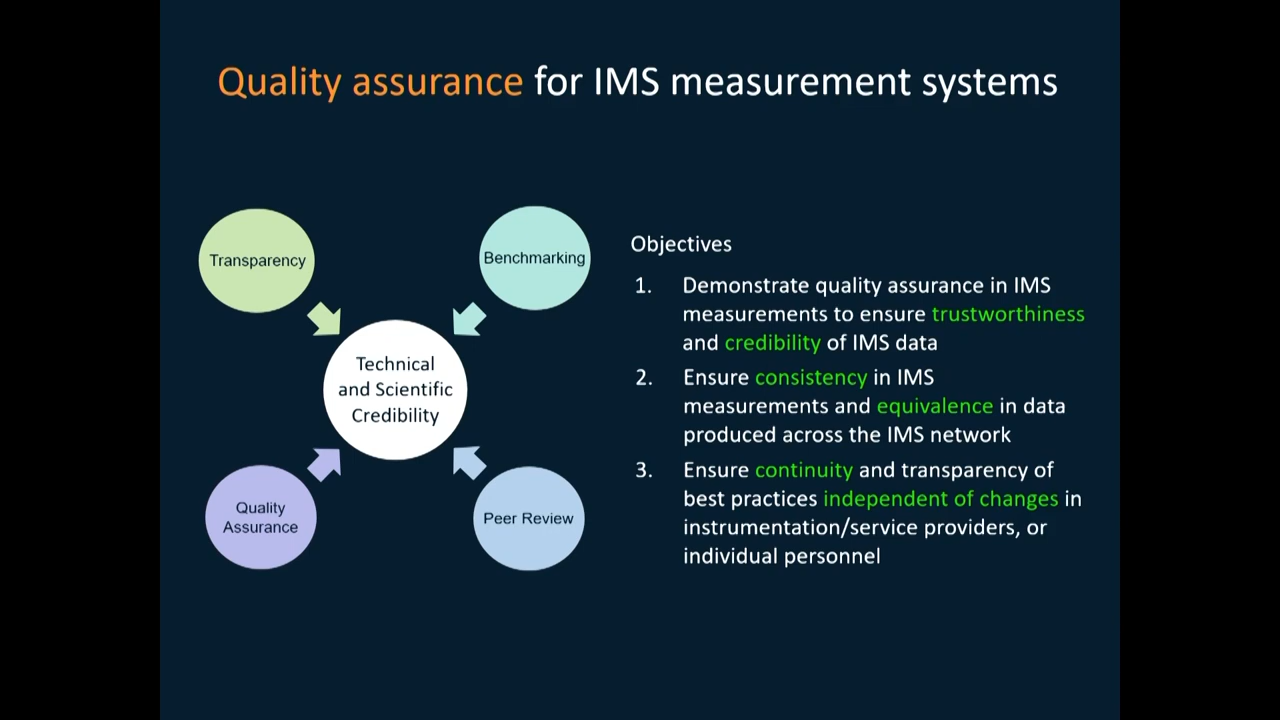 Quality assurance for IMS measurement systems
Transparency
Benchmarking
Technical
and Scientific
Credibility
Quality
Assurance
Peer Review
Objectives
1. Demonstrate quality assurance in IMS
measurements to ensure trustworthiness
and credibility of IMS data
2. Ensure consistency in IMS
measurements and equivalence in data
produced across the IMS network
3. Ensure continuity and transparency of
best practices independent of changes in
instrumentation/service providers, or
individual personnel